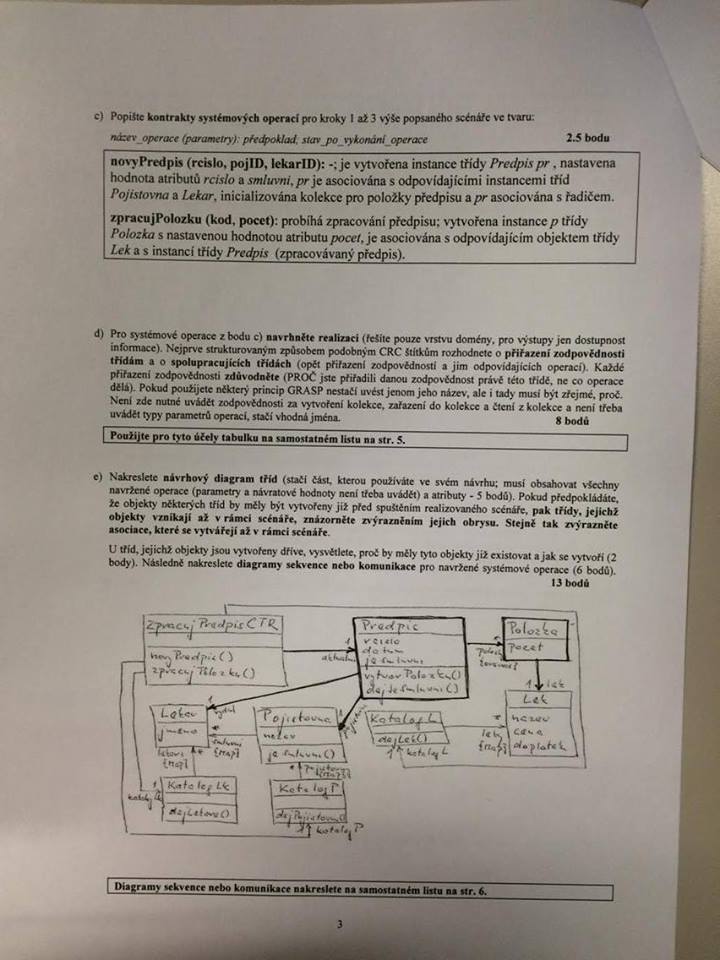 c) Popište kontrakty systémových operací pro kroky 1 až 3 výše popsaného scénáře ve tvaru:
název_operace (parametry): předpoklad; stav_po_vykonání_operace 2.5 bodu
novyPredpis (rcislo, pojID, lekarID): -; je vytvořena instance třídy Predpis pr , nastavena
hodnota atributů rcislo a smluvni, pr je asociována s odpovídajícími instancemi tříd
Pojistovna a Lekar, inicializována kolekce pro položky předpisu a pr asociována s řadičem.
zpracujPolozku (kod, pocet): probíhá zpracování předpisu; vytvořena instance p třídy
Polozka s nastavenou hodnotou atributu pocet, je asociována s odpovídajícím objektem třídy
Lek a s instancí třídy Predpis (zpracovávaný předpis).
d) Pro systémové operace z bodu c) navrhněte realizaci (řešíte pouze vrstvu domény, pro výstupy jen dostupnost
informace). Nejprve strukturovaným způsobem podobným CRC štítkům rozhodnete o přiřazení zodpovědnosti
třídám a o spolupracujících třídách (opět přiřazení zodpovědností a jim odpovídajících operací). Každé
přiřazení zodpovědnosti zdůvodněte (PROČ jste přiřadili danou zodpovědnost právě této třídě, ne co operace
dělá). Pokud použijete některý princip GRASP nestačí uvést jenom jeho název, ale i tady musí být zřejmé, proč.
Není zde nutné uvádět zodpovědnosti za vytvoření kolekce, zařazení do kolekce a čtení z kolekce a není třeba
uvádět typy parametrů operací, stačí vhodná jména. 8 bodů
Použijte pro tyto účely tabulku na samostatném listu na str. 5.
e) Nakreslete návrhový diagram tříd (stačí část, kterou používáte ve svém návrhu; musí obsahovat všechny
navržené operace (parametry a návratové hodnoty není třeba uvádět) a atributy - 5 bodů). Pokud předpokládáte,
že objekty některých tříd by měly být vytvořeny již před spuštěním realizovaného scénáře, pak třídy, jejichž
objekty vznikají až v rámci scénáře, znázorněte zvýrazněním jejich obrysu. Stejně tak zvýrazněte
asociace, které se vytvářejí až v rámci scénáře.
U tříd, jejichž objekty jsou vytvořeny dříve, vysvětlete, proč by měly tyto objekty již existovat a jak se vytvoří (2
body). Následně nakreslete diagramy sekvence nebo komunikace pro navržené systémové operace (6 bodů).
13 bodů
ZpracujPredpisCTR
novyPredpis()
zpracujPolozku()
1
aktualni
Predpis
rcislo
datum
jeSmluvni
vytvorPolozku()
dejJeSmluvni()
*
Polozka
pocet
1 lek
Lek
nazev
cena
doplatek
Lekar
jmeno
1
*
smluvni
{Map}
Pojistovna
nazev
jeSmluvni()
KatalogL
dejLek()
1 katalogL
*
leky
{Map}
lekari
{Map}
*
KatalogLk
dejLekare()
1
*
KatalogP
dejPojistovnu()
1 katalogP
Diagramy sekvence nebo komunikace nakreslete na samostatném listu na str. 6.
3